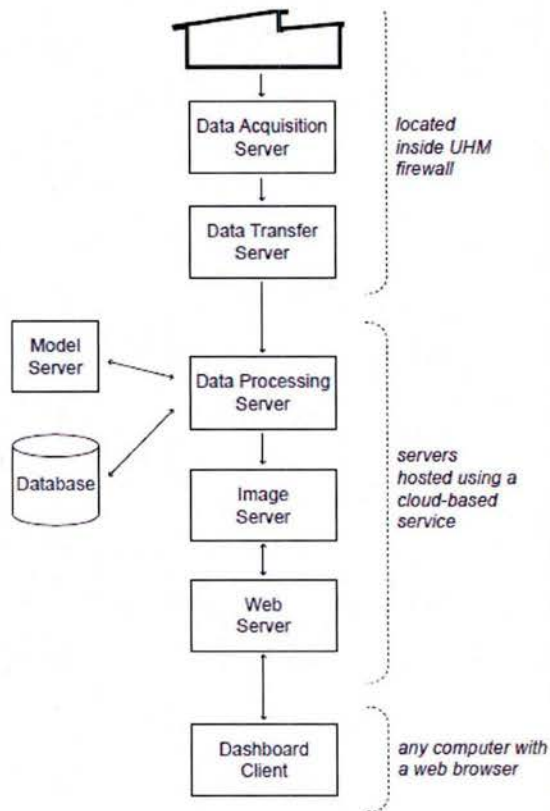 Data Acquisition
Server
located
inside UHM
firewall
Data Transfer
Server
Model
Server
Data Processing
Server
Database
Image
Server
servers
hosted using a
cloud-based
service
Web
Server
Dashboard
Client
any computer with
a web browser